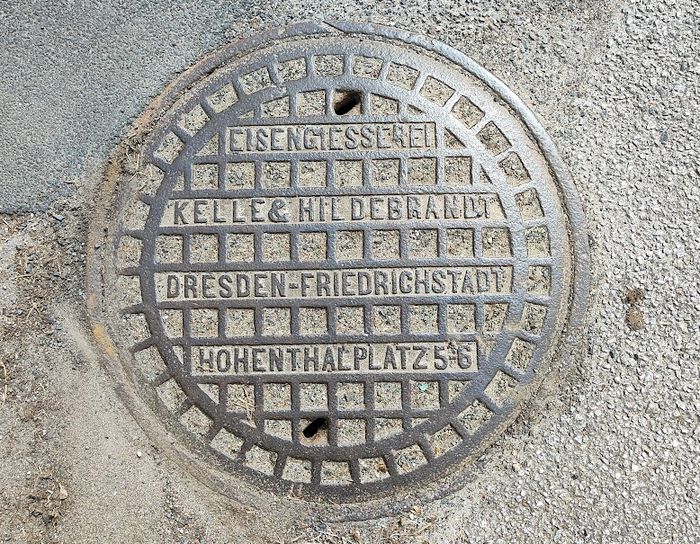 EISENGIESSEREI
KELLE & HILDEBRANDT
DRESDEN-FRIEDRICHSTADT
HOHENTHALPLATZ 5-6